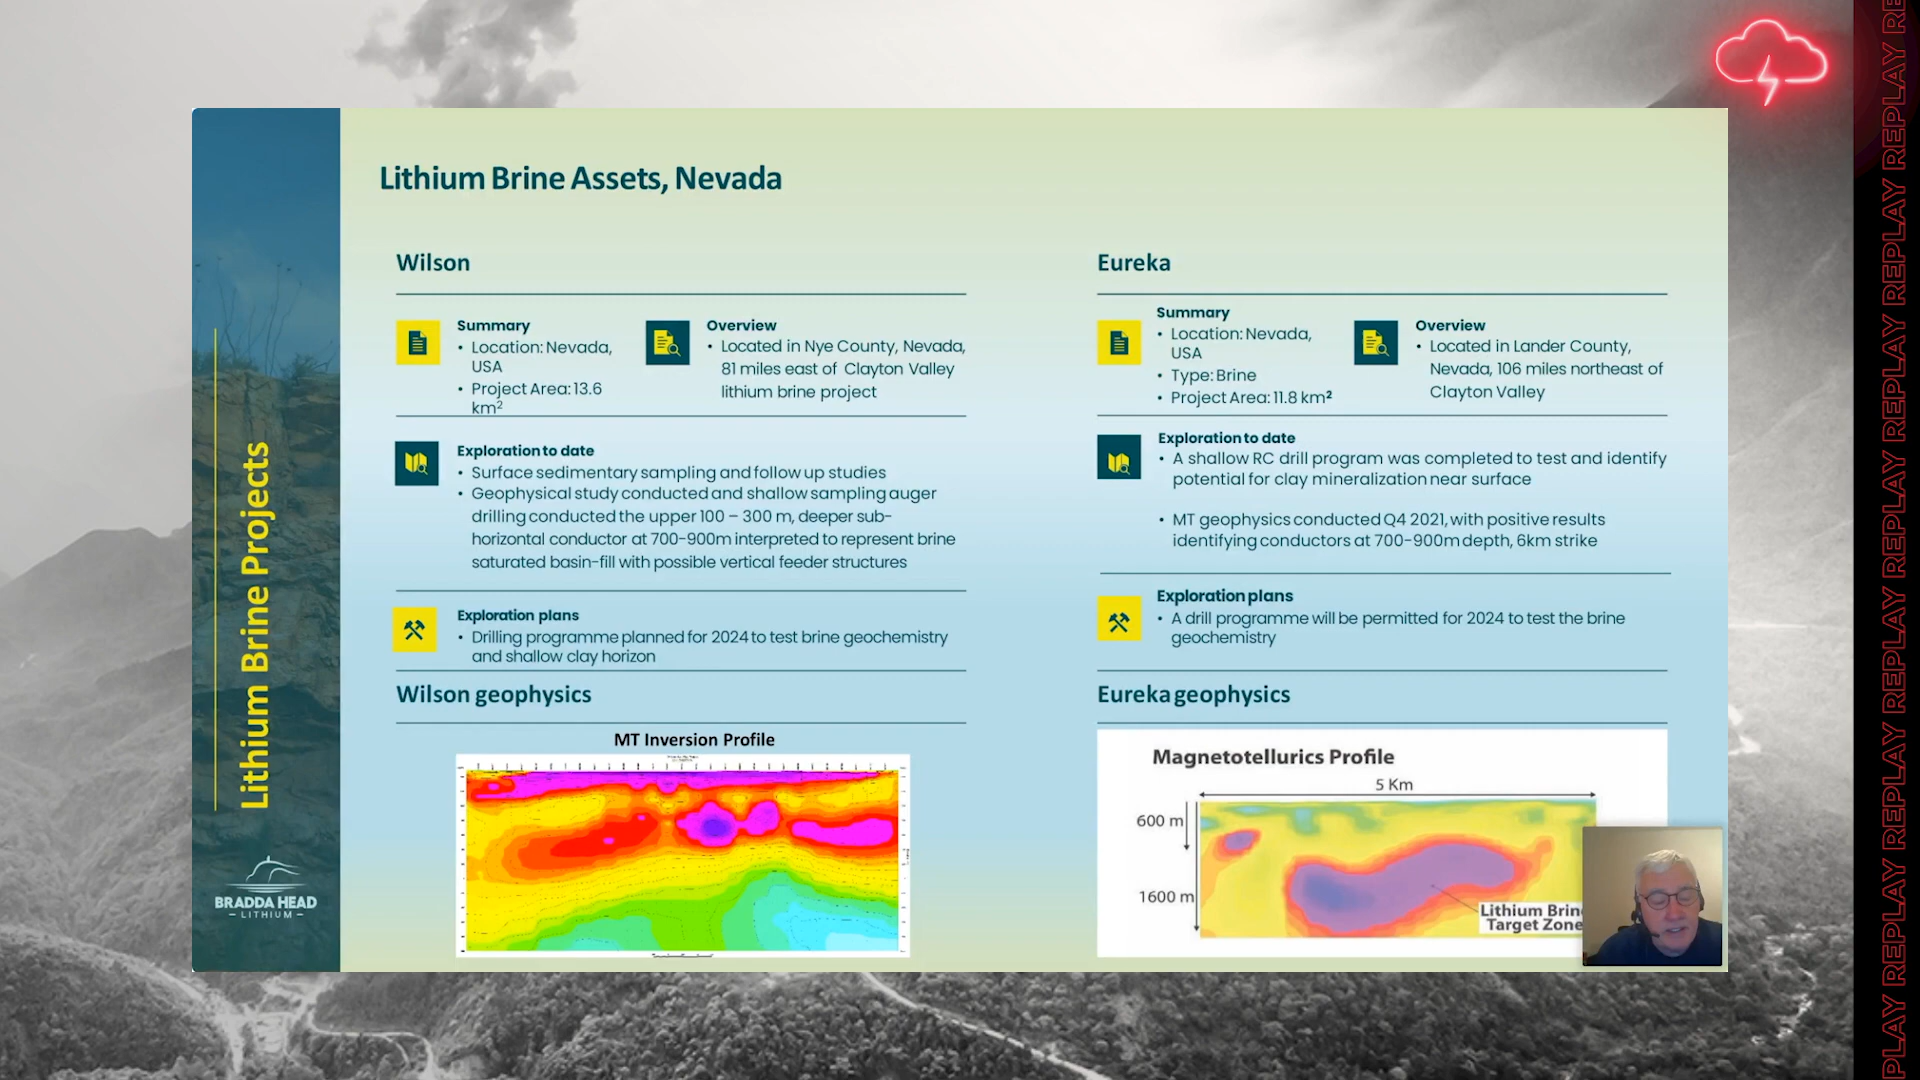 Lithium Brine Assets, Nevada
Wilson
Summary
• Location: Nevada,
USA
• Project Area: 13.6
km²
Overview
• Located in Nye County, Nevada,
81 miles east of Clayton Valley
lithium brine project
Exploration to date
• Surface sedimentary sampling and follow up studies
• Geophysical study conducted and shallow sampling auger
drilling conducted the upper 100 – 300 m, deeper sub-
horizontal conductor at 700-900m interpreted to represent brine
saturated basin-fill with possible vertical feeder structures
Exploration plans
• Drilling programme planned for 2024 to test brine geochemistry
and shallow clay horizon
Wilson geophysics
MT Inversion Profile
Eureka
Summary
• Location: Nevada,
USA
• Type: Brine
• Project Area: 11.8 km²
Overview
• Located in Lander County,
Nevada, 106 miles northeast of
Clayton Valley
Exploration to date
• A shallow RC drill program was completed to test and identify
potential for clay mineralization near surface
• MT geophysics conducted Q4 2021, with positive results
identifying conductors at 700-900m depth, 6km strike
Exploration plans
• A drill programme will be permitted for 2024 to test the brine
geochemistry
Eureka geophysics
Magnetotellurics Profile
5 Km
600 m
1600 m
Lithium Brin
Target Zone
Lithium Brine Projects
BRADDA HEAD
– LITHIUM –
PLAY REPLAY REPLAY REPLAY REPLAY REPLAY REPLAY REPLAY REPLAY REPLAY RE